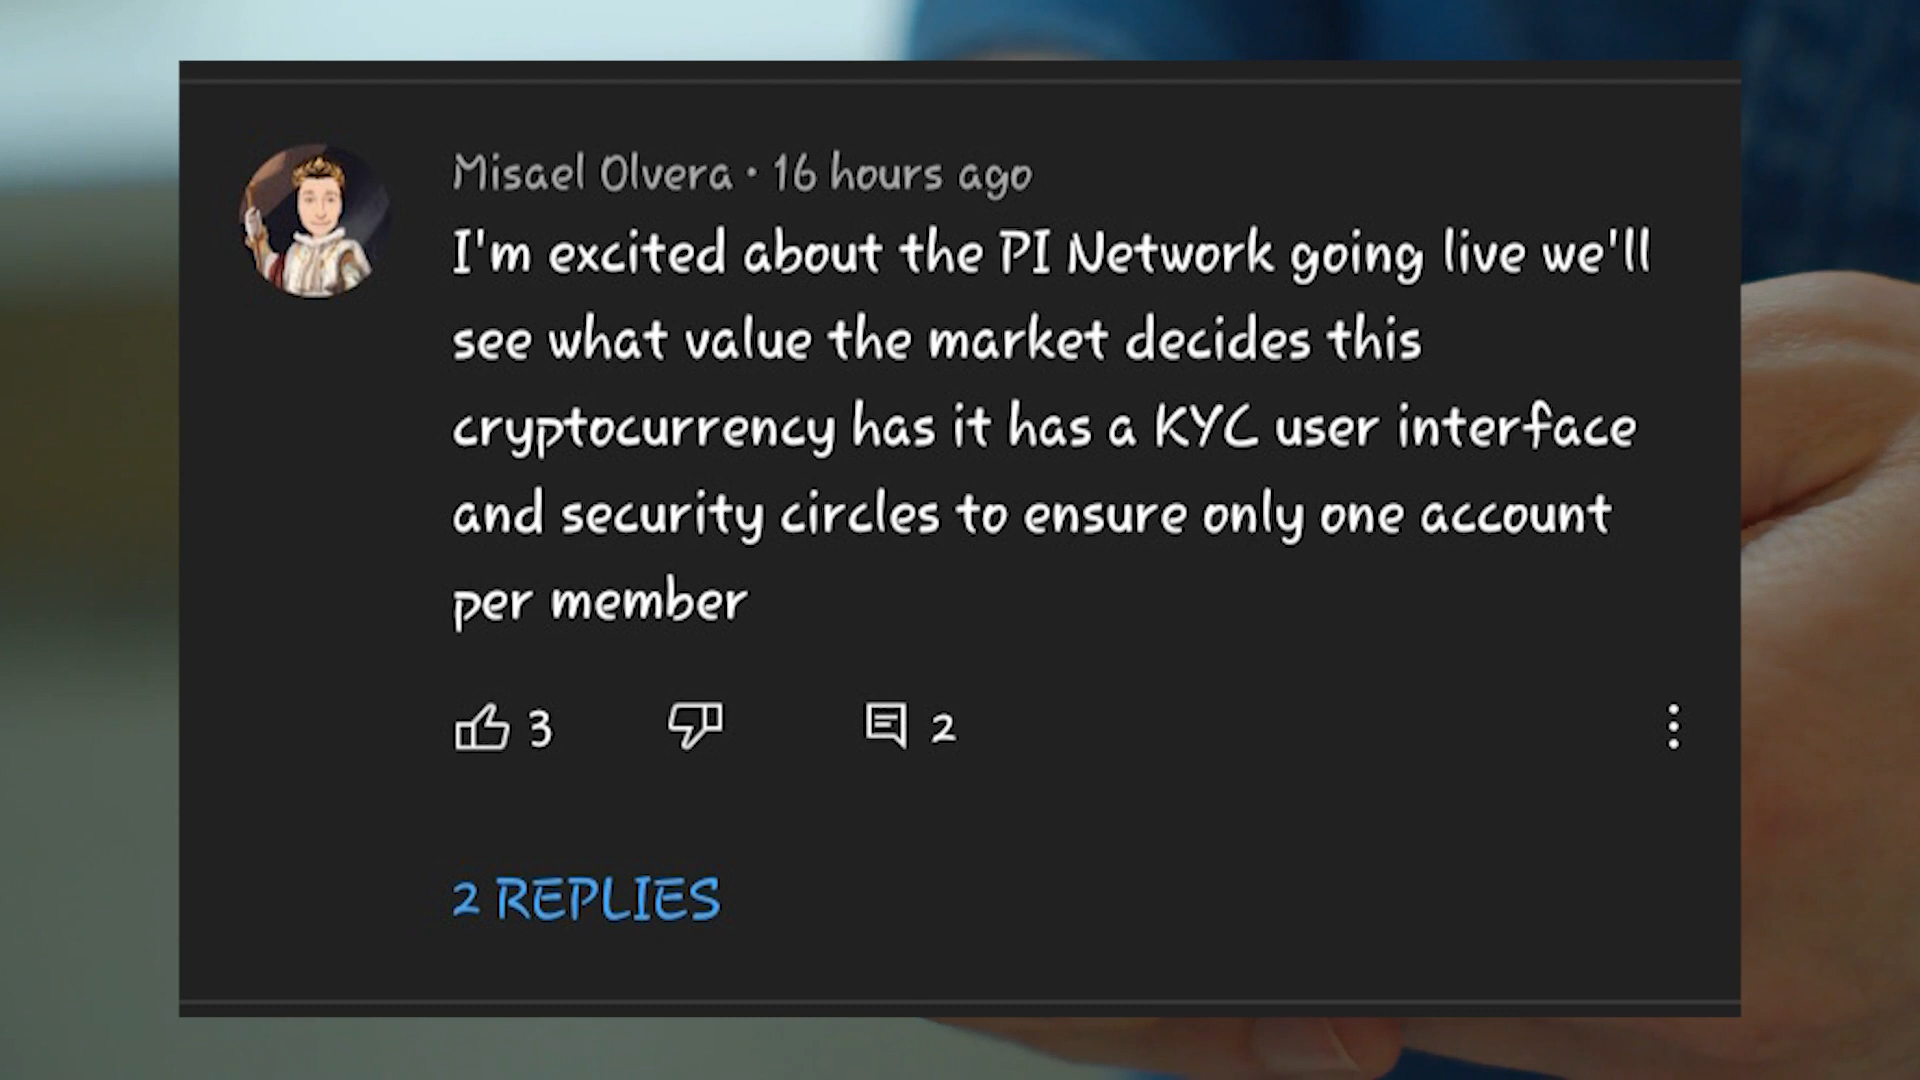 Misael Olvera · 16 hours ago
I'm excited about the PI Network going live we'll
see what value the market decides this
cryptocurrency has it has a KYC user interface
and security circles to ensure only one account
per member
3 2
2 REPLIES